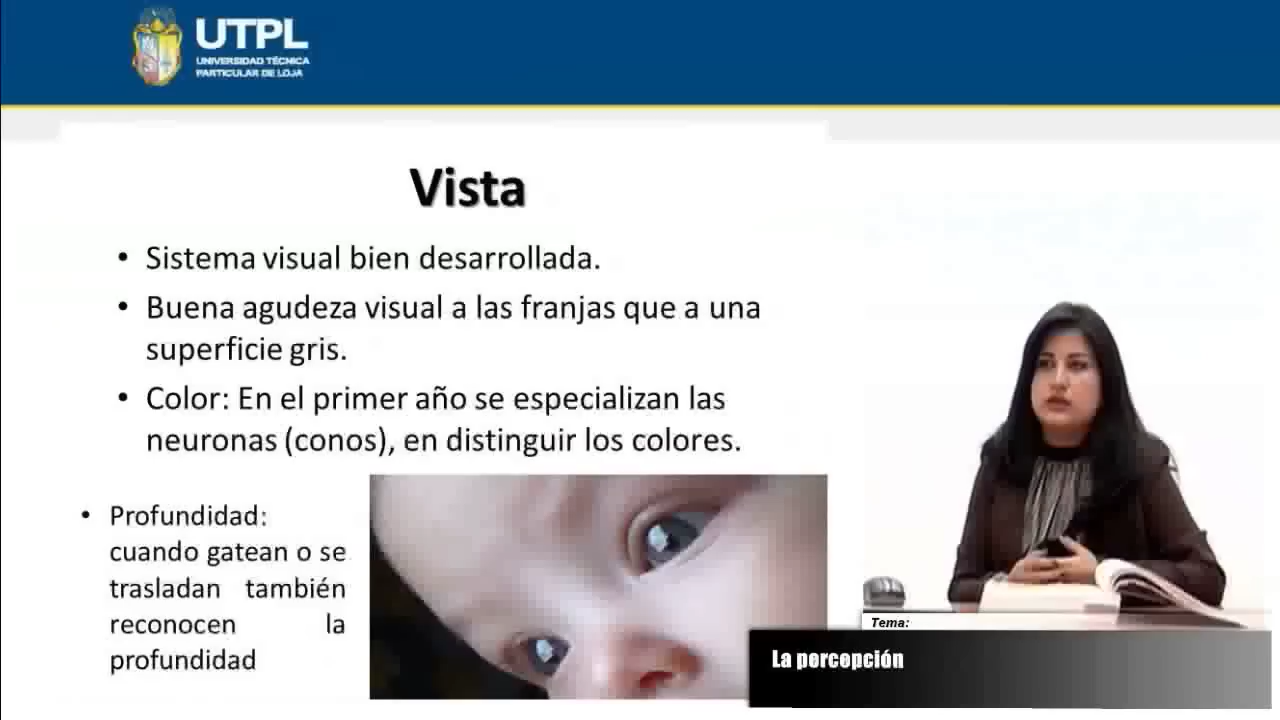 UTPL
UNIVERSIDAD TÉCNICA
PARTICULAR DE LOJA
Vista
• Sistema visual bien desarrollada.
• Buena agudeza visual a las franjas que a una
superficie gris.
• Color: En el primer año se especializan las
neuronas (conos), en distinguir los colores.
• Profundidad:
cuando gatean o se
trasladan también
reconocen la
profundidad
Tema:
La percepción